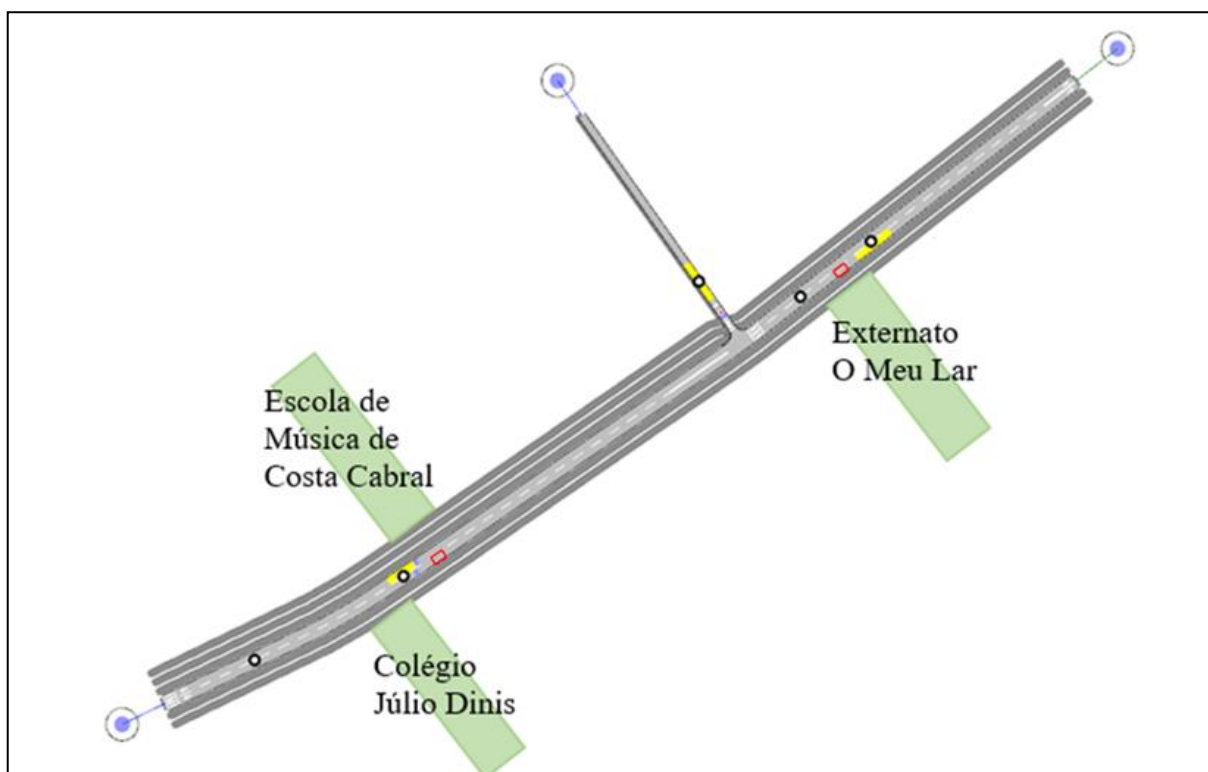 Escola de
Música de
Costa Cabral
Externato
O Meu Lar
Colégio
Júlio Dinis